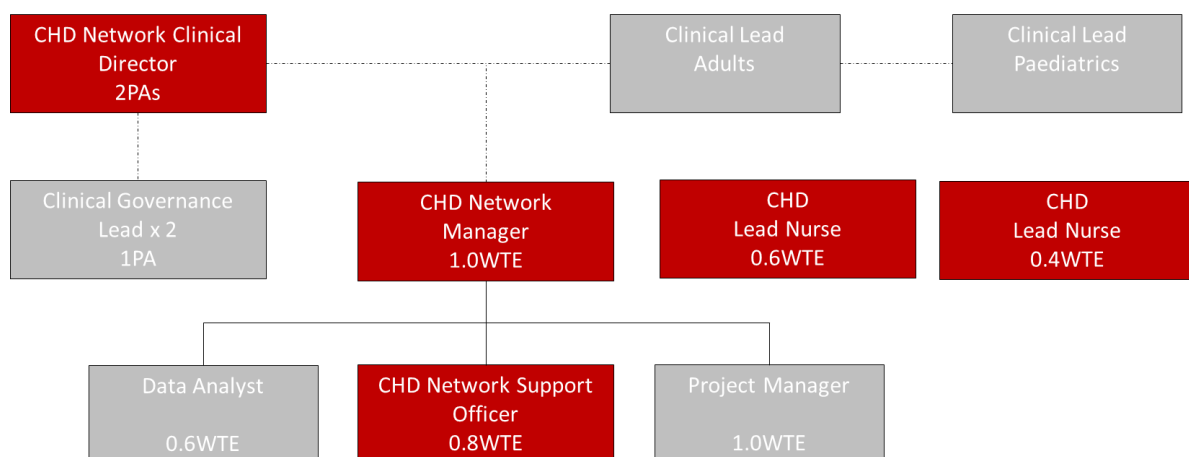 CHD Network Clinical
Director
2PAs
Clinical Lead
Adults
Clinical Lead
Paediatrics
Clinical Governance
Lead x 2
1PA
CHD Network
Manager
1.0WTE
CHD
Lead Nurse
0.6WTE
CHD
Lead Nurse
0.4WTE
Data Analyst
0.6WTE
CHD Network Support
Officer
0.8WTE
Project Manager
1.0WTE